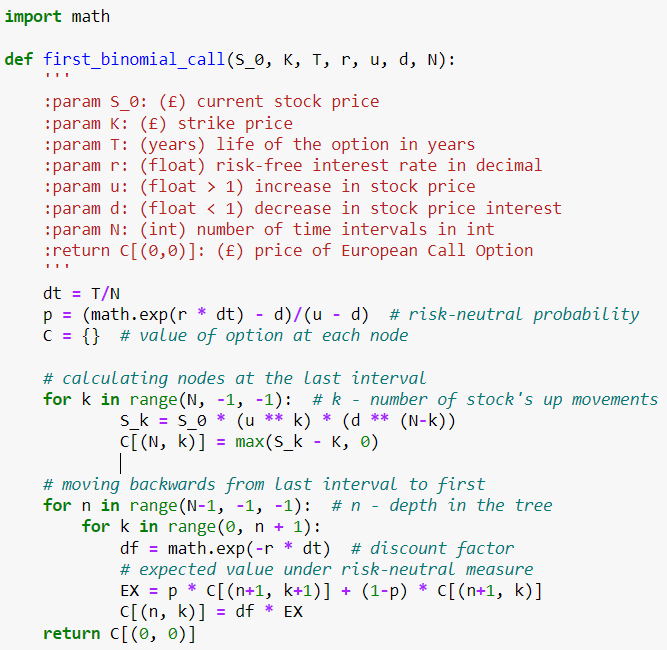 import math
def first_binomial_call(S_0, K, T, r, u, d, N):
    '''
    :param S_0: (£) current stock price
    :param K: (£) strike price
    :param T: (years) life of the option in years
    :param r: (float) risk-free interest rate in decimal
    :param u: (float > 1) increase in stock price
    :param d: (float < 1) decrease in stock price interest
    :param N: (int) number of time intervals in int
    :return C[(0,0)]: (£) price of European Call Option
    '''
    dt = T/N
    p = (math.exp(r * dt) - d)/(u - d)  # risk-neutral probability
    C = {}  # value of option at each node
    # calculating nodes at the last interval
    for k in range(N, -1, -1):  # k - number of stock's up movements
            S_k = S_0 * (u ** k) * (d ** (N-k))
            C[(N, k)] = max(S_k - K, 0)
    # moving backwards from last interval to first
    for n in range(N-1, -1, -1):  # n - depth in the tree
        for k in range(0, n + 1):
            df = math.exp(-r * dt)  # discount factor
            # expected value under risk-neutral measure
            EX = p * C[(n+1, k+1)] + (1-p) * C[(n+1, k)]
            C[(n, k)] = df * EX
    return C[(0, 0)]